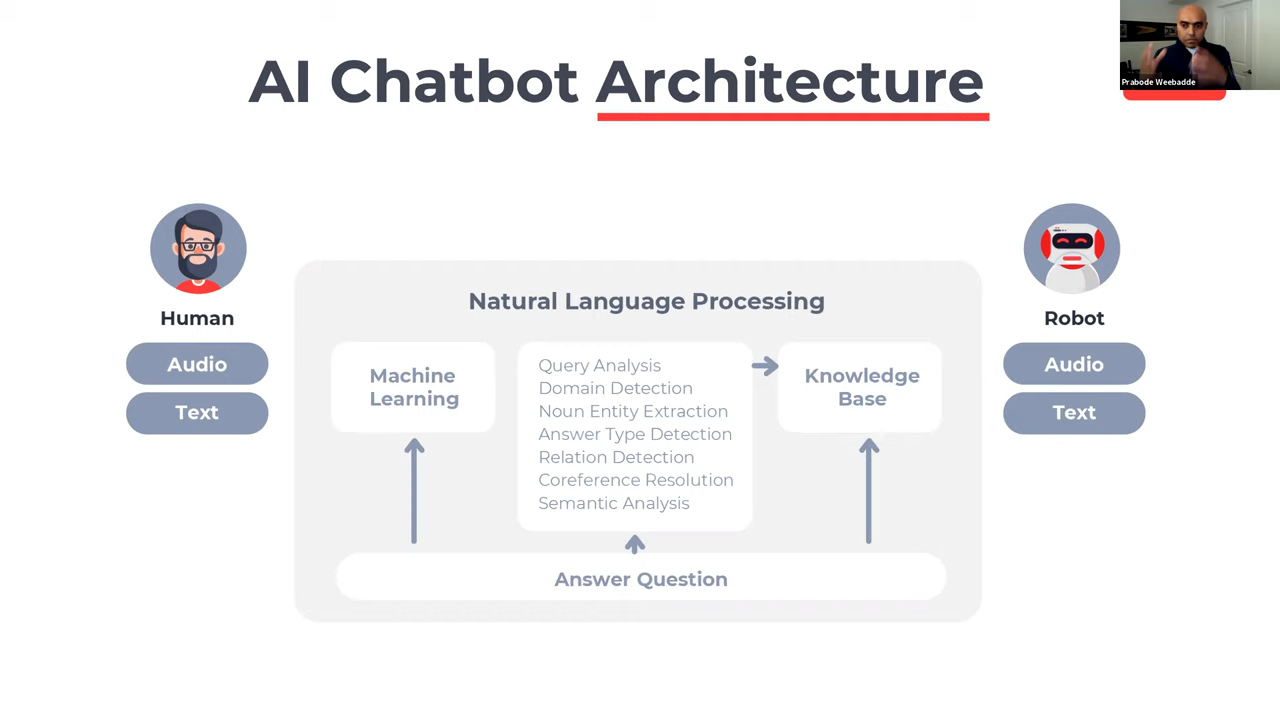 AI Chatbot Architecture
Prabode Weebadde
Human
Audio
Text
Natural Language Processing
Machine
Learning
Query Analysis
Domain Detection
Noun Entity Extraction
Answer Type Detection
Relation Detection
Coreference Resolution
Semantic Analysis
Knowledge
Base
Answer Question
Robot
Audio
Text